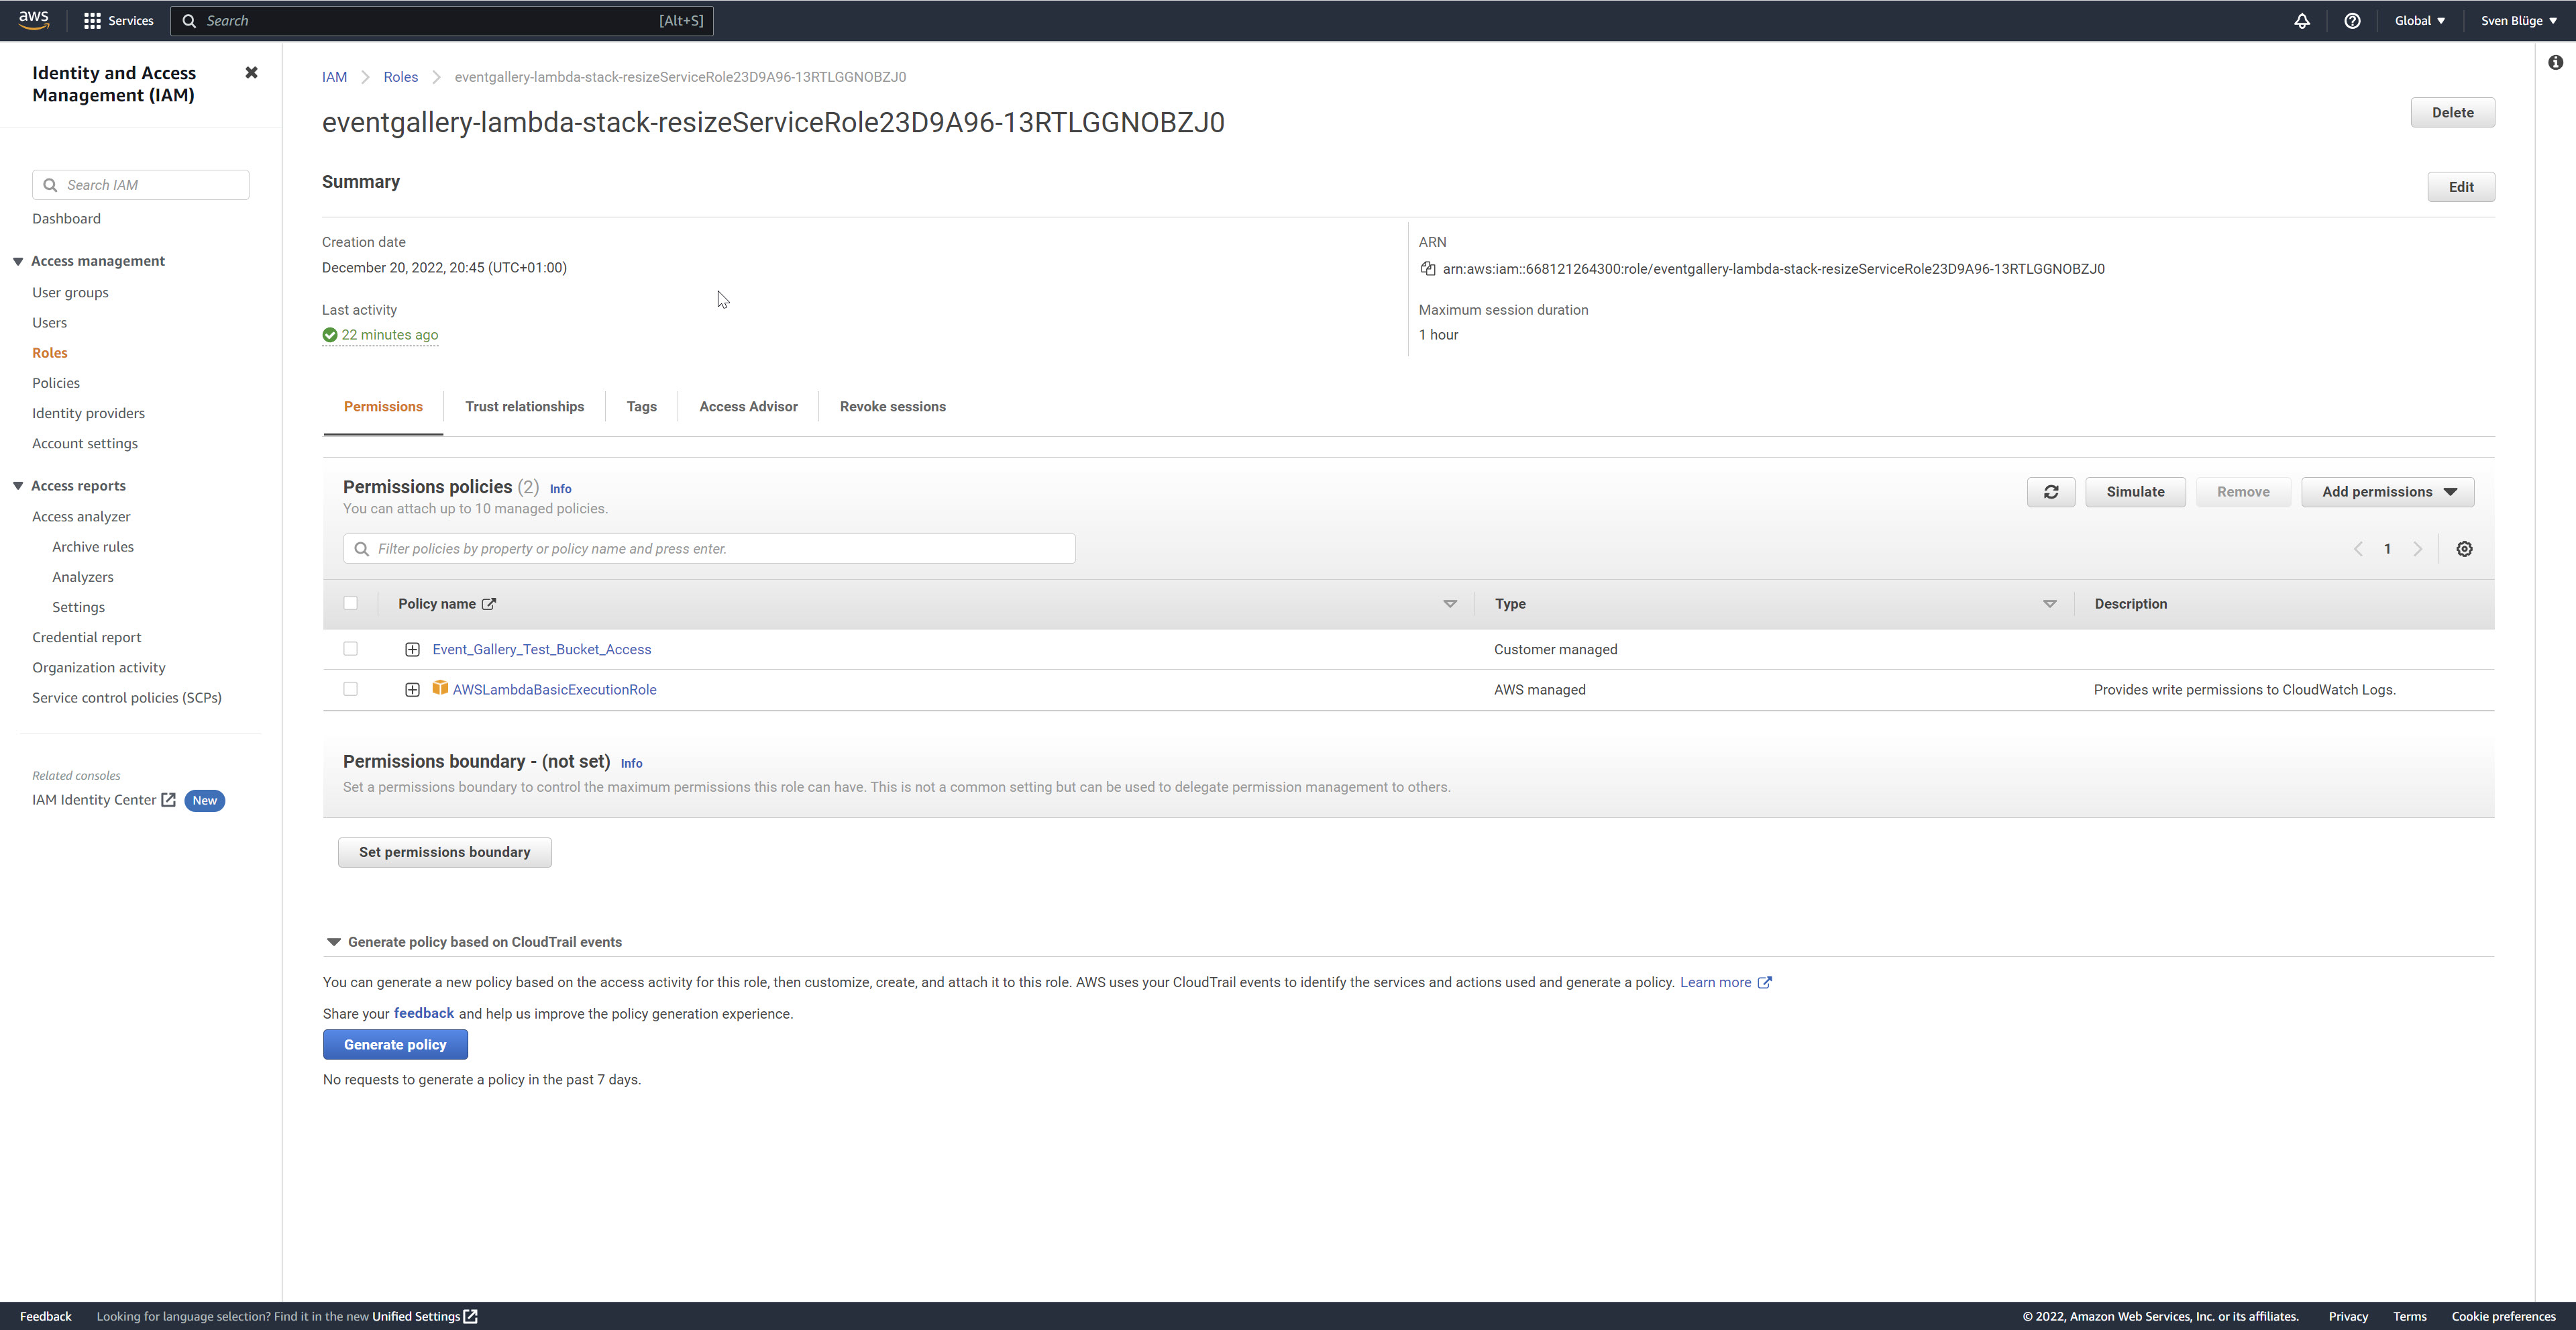 aws
Services
Search
[Alt+S]
Global
Sven Blüge
Identity and Access
Management (IAM)
Search IAM
Dashboard
Access management
User groups
Users
Roles
Policies
Identity providers
Account settings
Access reports
Access analyzer
Archive rules
Analyzers
Settings
Credential report
Organization activity
Service control policies (SCPs)
Related consoles
IAM Identity Center New
IAM > Roles > eventgallery-lambda-stack-resizeServiceRole23D9A96-13RTLGGNOBZJ0
eventgallery-lambda-stack-resizeServiceRole23D9A96-13RTLGGNOBZJ0
Delete
Summary
Edit
Creation date
December 20, 2022, 20:45 (UTC+01:00)
ARN
arn:aws:iam::668121264300:role/eventgallery-lambda-stack-resizeServiceRole23D9A96-13RTLGGNOBZJ0
Last activity
22 minutes ago
Maximum session duration
1 hour
Permissions
Trust relationships
Tags
Access Advisor
Revoke sessions
Permissions policies (2) Info
You can attach up to 10 managed policies.
Simulate
Remove
Add permissions
Filter policies by property or policy name and press enter.
1
Policy name
Type
Description
Event_Gallery_Test_Bucket_Access
Customer managed
AWSLambdaBasicExecutionRole
AWS managed
Provides write permissions to CloudWatch Logs.
Permissions boundary - (not set) Info
Set a permissions boundary to control the maximum permissions this role can have. This is not a common setting but can be used to delegate permission management to others.
Set permissions boundary
Generate policy based on CloudTrail events
You can generate a new policy based on the access activity for this role, then customize, create, and attach it to this role. AWS uses your CloudTrail events to identify the services and actions used and generate a policy. Learn more
Share your feedback and help us improve the policy generation experience.
Generate policy
No requests to generate a policy in the past 7 days.
Feedback
Looking for language selection? Find it in the new Unified Settings
© 2022, Amazon Web Services, Inc. or its affiliates.
Privacy
Terms
Cookie preferences